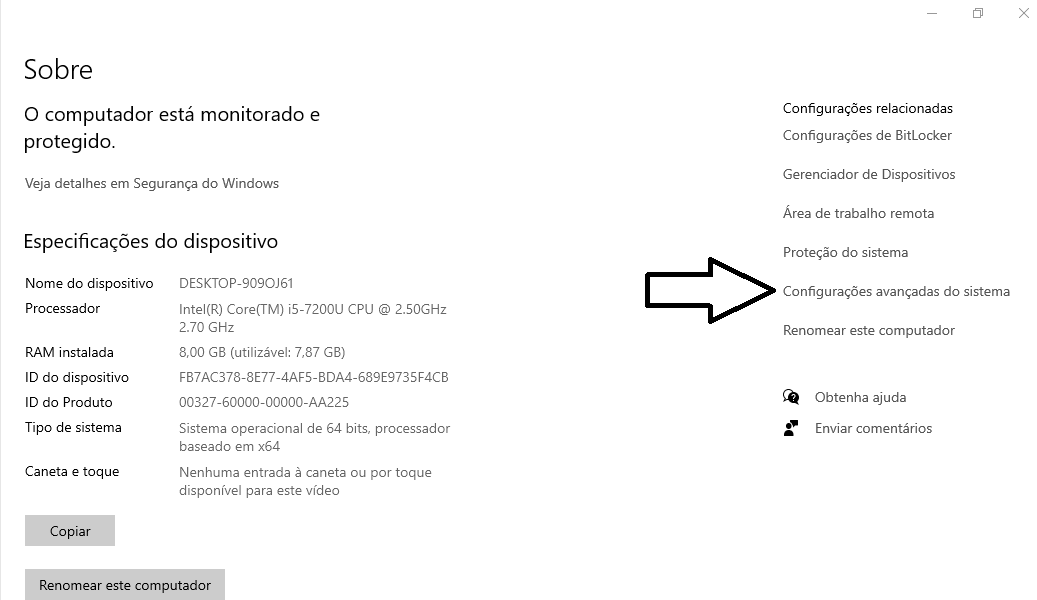 Sobre
O computador está monitorado e
protegido.
Veja detalhes em Segurança do Windows
Especificações do dispositivo
Nome do dispositivo DESKTOP-909OJ61
Processador Intel(R) Core(TM) i5-7200U CPU @ 2.50GHz
2.70 GHz
RAM instalada 8,00 GB (utilizável: 7,87 GB)
ID do dispositivo FB7AC378-8E77-4AF5-BDA4-689E9735F4CB
ID do Produto 00327-60000-00000-AA225
Tipo de sistema Sistema operacional de 64 bits, processador
baseado em x64
Caneta e toque Nenhuma entrada à caneta ou por toque
disponível para este vídeo
Copiar
Renomear este computador
Configurações relacionadas
Configurações de BitLocker
Gerenciador de Dispositivos
Área de trabalho remota
Proteção do sistema
Configurações avançadas do sistema
Renomear este computador
Obtenha ajuda
Enviar comentários